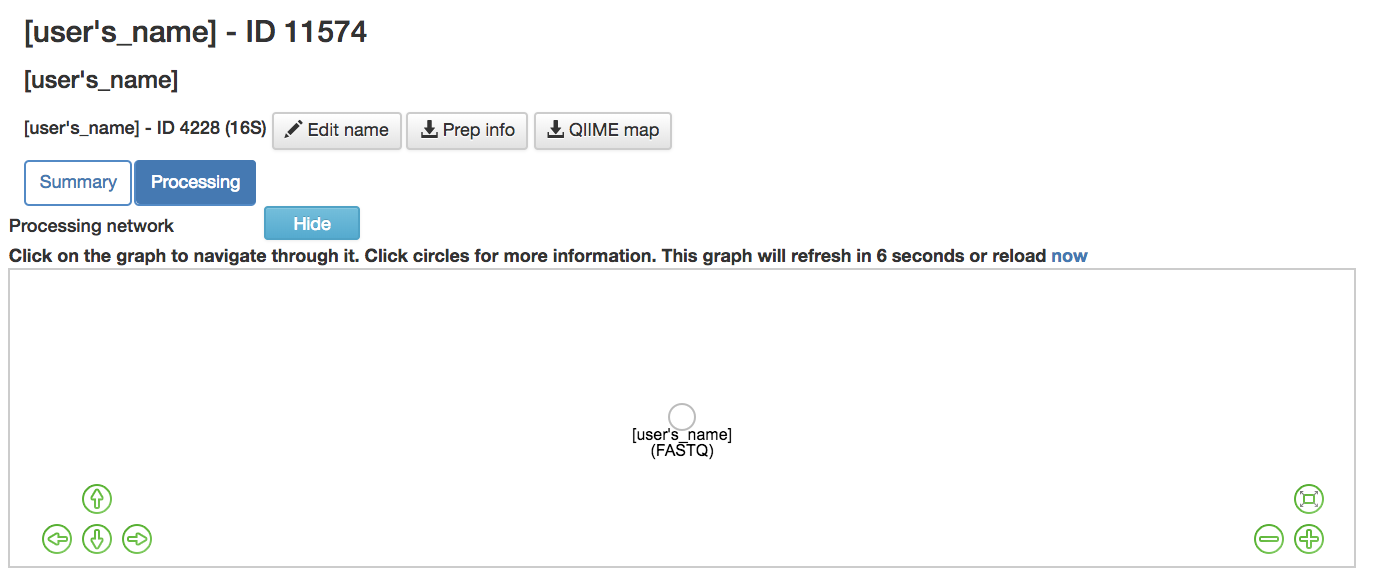 [user's_name] - ID 11574
[user's_name]
[user's_name] - ID 4228 (16S) Edit name Prep info QIIME map
Summary Processing
Processing network Hide
Click on the graph to navigate through it. Click circles for more information. This graph will refresh in 6 seconds or reload now
[user's_name]
(FASTQ)